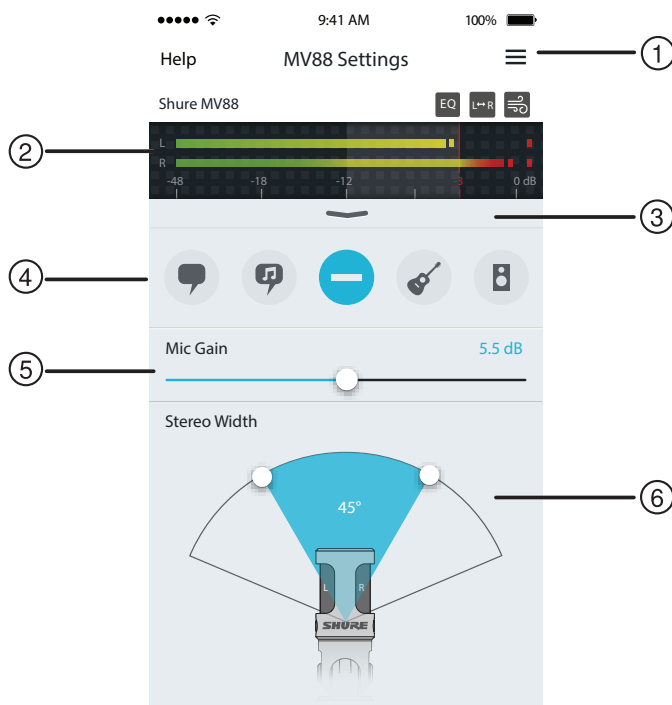 9:41 AM 100%
Help MV88 Settings
1
Shure MV88 EQ L↔R
2
L
R
-48 -18 -12 -3 0 dB
3
4
Mic Gain 5.5 dB
5
Stereo Width
45°
6
L R
SHURE